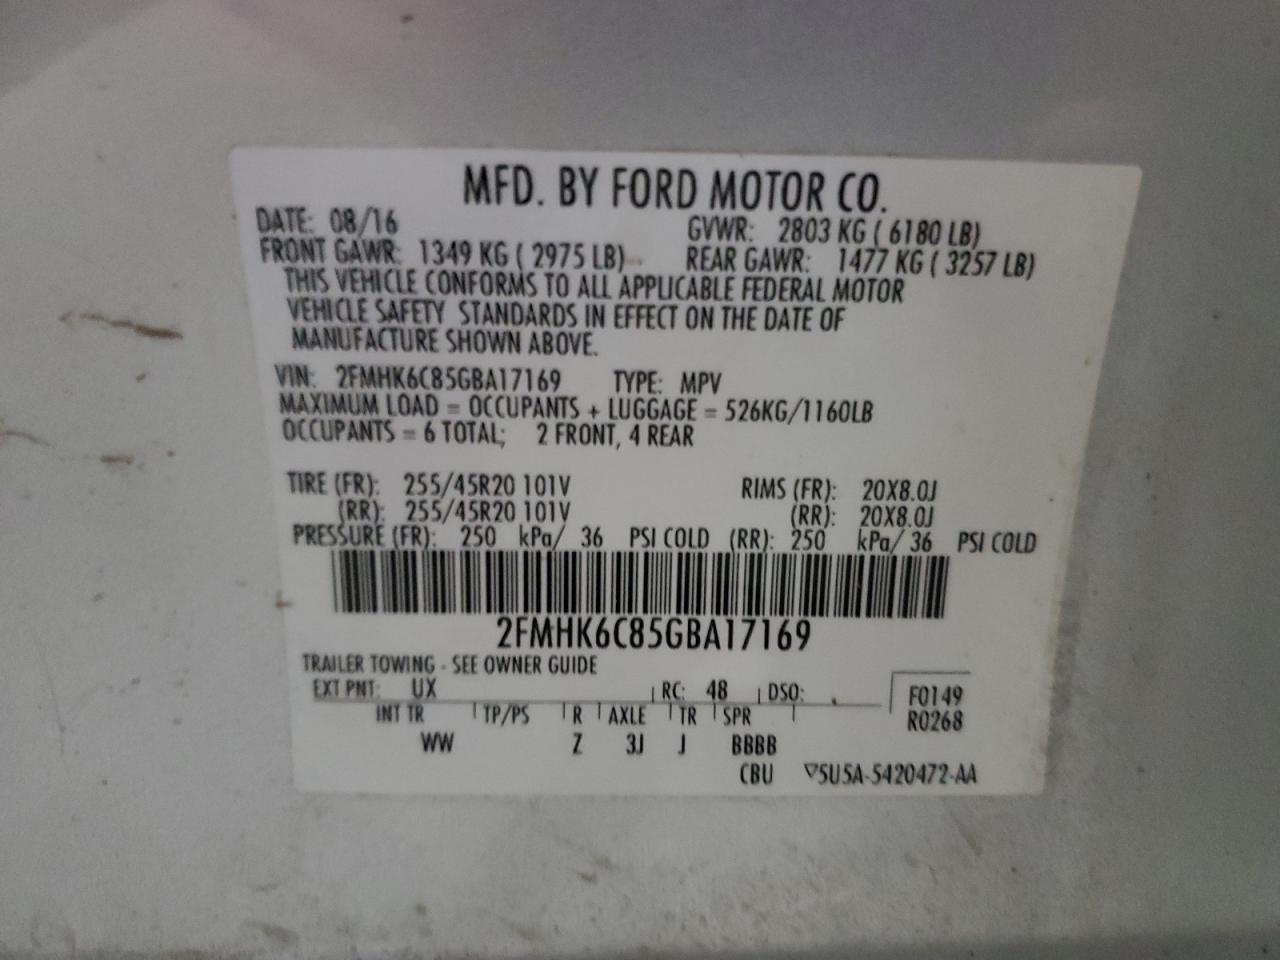 MFD. BY FORD MOTOR CO.
DATE: 08/16 GVWR: 2803 KG ( 6180 LB)
FRONT GAWR: 1349 KG ( 2975 LB) REAR GAWR: 1477 KG ( 3257 LB)
THIS VEHICLE CONFORMS TO ALL APPLICABLE FEDERAL MOTOR
VEHICLE SAFETY STANDARDS IN EFFECT ON THE DATE OF
MANUFACTURE SHOWN ABOVE.
VIN: 2FMHK6C85GBA17169 TYPE: MPV
MAXIMUM LOAD = OCCUPANTS + LUGGAGE = 526KG/1160LB
OCCUPANTS = 6 TOTAL; 2 FRONT, 4 REAR
TIRE (FR): 255/45R20 101V RIMS (FR): 20X8.0J
(RR): 255/45R20 101V (RR): 20X8.0J
PRESSURE (FR): 250 kPa/ 36 PSI COLD (RR): 250 kPa/ 36 PSI COLD
2FMHK6C85GBA17169
TRAILER TOWING - SEE OWNER GUIDE
EXT PNT: UX RC: 48 DSO: F0149
INT TR TP/PS R AXLE TR SPR R0268
WW Z 3J J BBBB
CBU ▽5U5A-5420472-AA